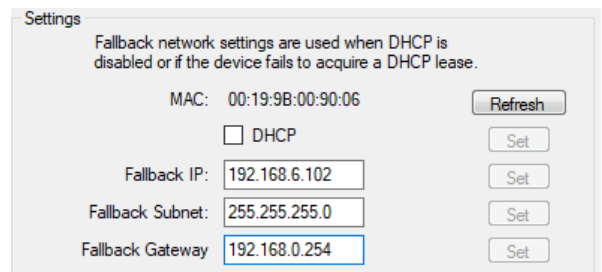 Settings
Fallback network settings are used when DHCP is
disabled or if the device fails to acquire a DHCP lease.
MAC: 00:19:9B:00:90:06 Refresh
DHCP Set
Fallback IP: 192.168.6.102 Set
Fallback Subnet: 255.255.255.0 Set
Fallback Gateway 192.168.0.254 Set